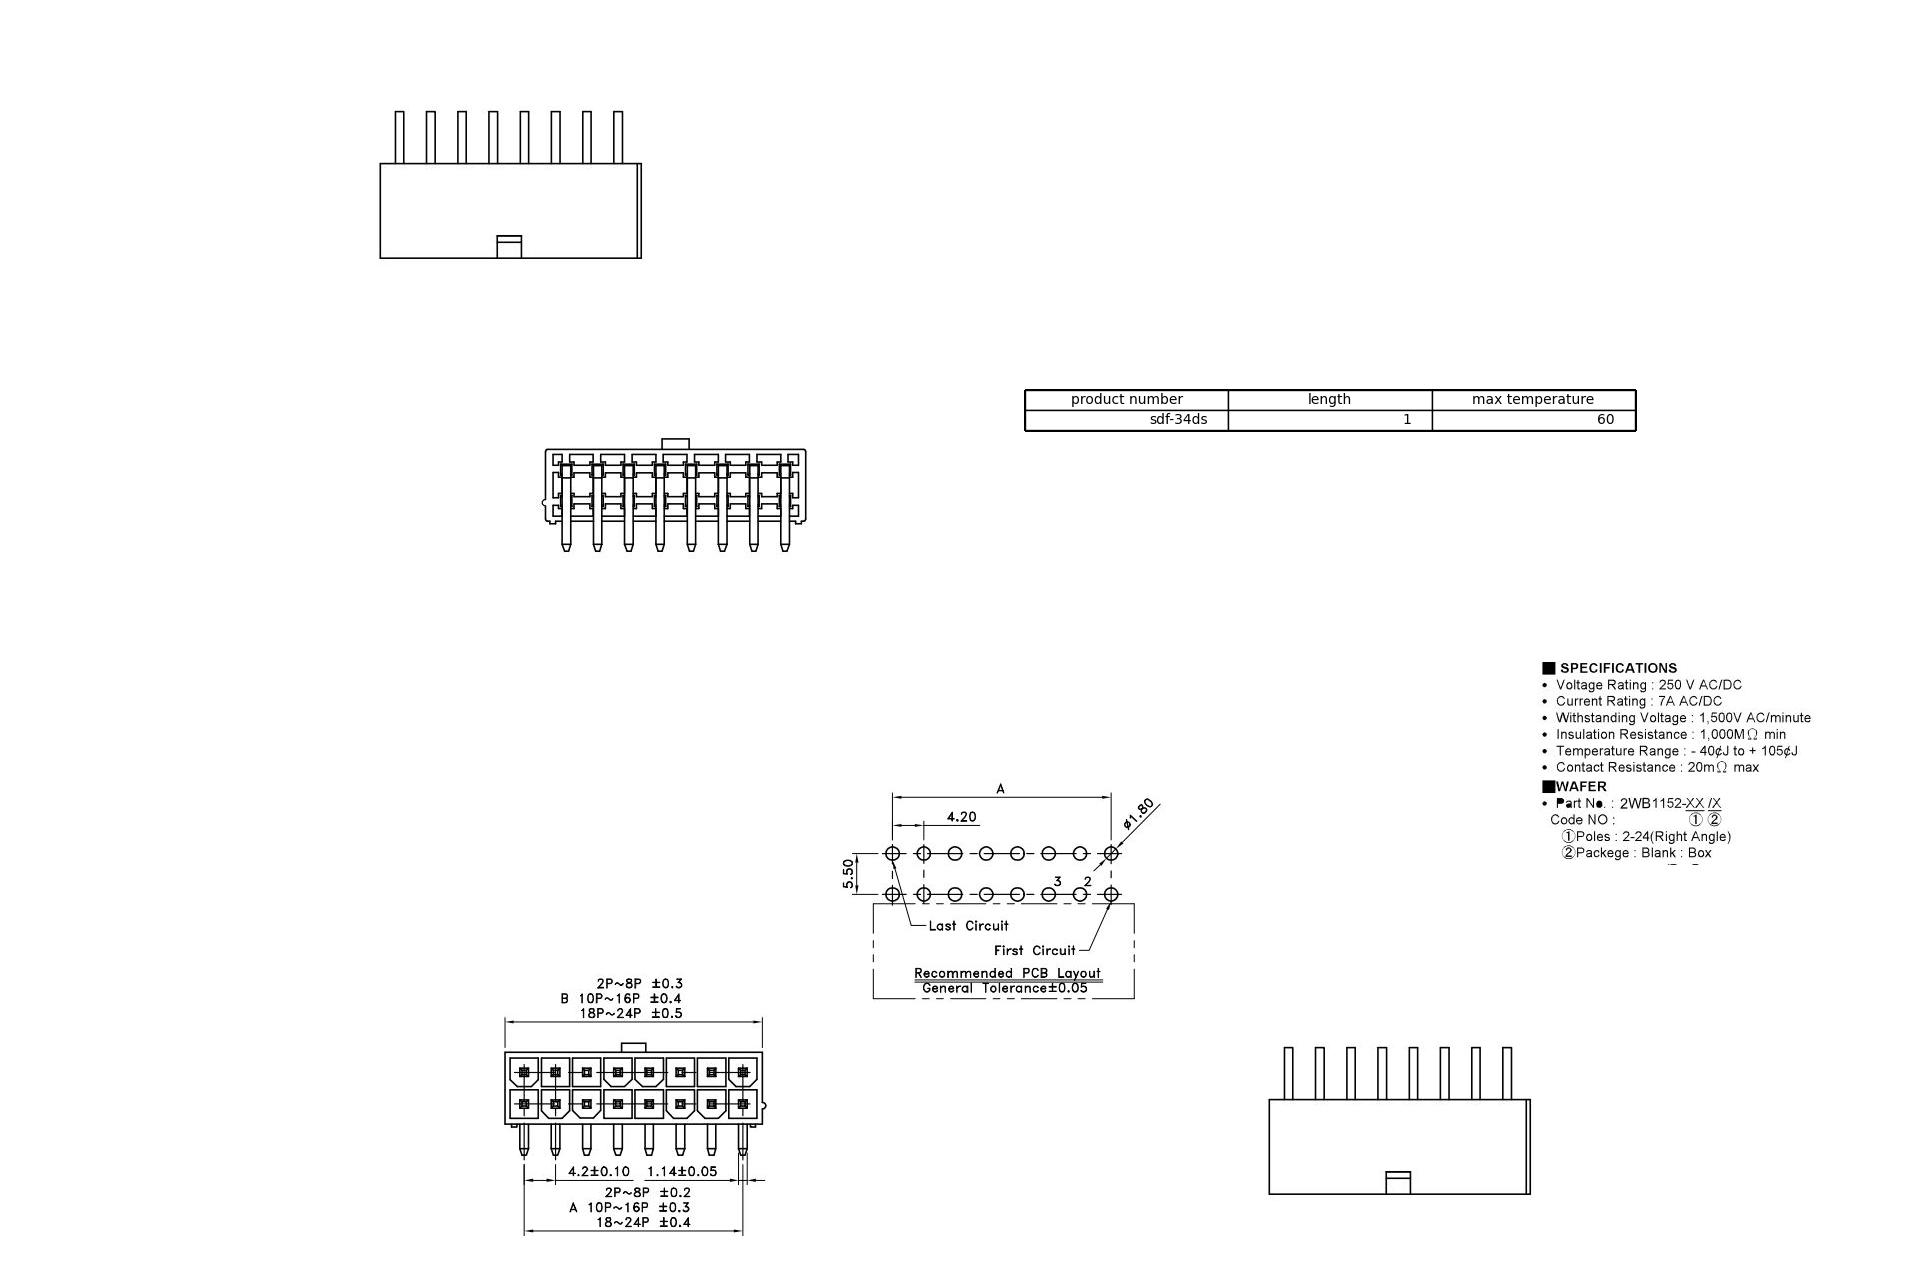 product number length max temperature
sdf-34ds 1 60
■ SPECIFICATIONS
• Voltage Rating : 250 V AC/DC
• Current Rating : 7A AC/DC
• Withstanding Voltage : 1,500V AC/minute
• Insulation Resistance : 1,000MΩ min
• Temperature Range : - 40¢J to + 105¢J
• Contact Resistance : 20mΩ max
■WAFER
• Part No. : 2WB1152-XX /X
Code NO : ① ②
①Poles : 2-24(Right Angle)
②Packege : Blank : Box
A
4.20
ø1.80
5.50
3 2
Last Circuit
First Circuit
Recommended PCB Layout
General Tolerance±0.05
2P~8P ±0.3
B 10P~16P ±0.4
18P~24P ±0.5
4.2±0.10 1.14±0.05
2P~8P ±0.2
A 10P~16P ±0.3
18~24P ±0.4